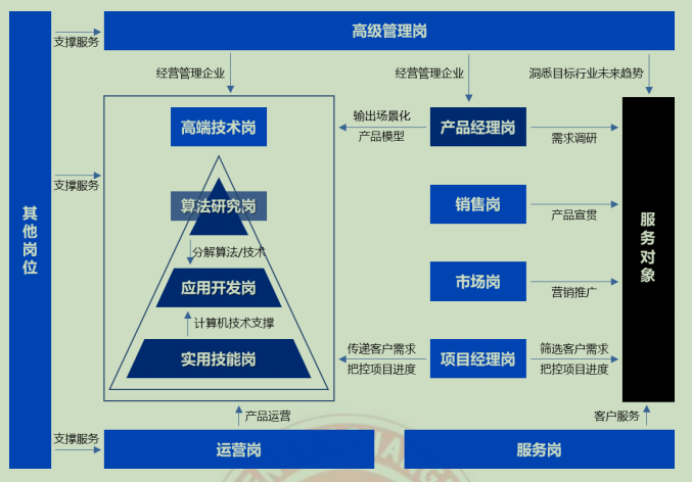 高级管理岗
支撑服务
经营管理企业
经营管理企业
洞悉目标行业未来趋势
高端技术岗
输出场景化
产品模型
产品经理岗
需求调研
支撑服务
算法研究岗
销售岗
产品宣贯
其他岗位
服务对象
分解算法/技术
应用开发岗
市场岗
营销推广
计算机技术支撑
实用技能岗
传递客户需求
把控项目进度
项目经理岗
筛选客户需求
把控项目进度
产品运营
客户服务
支撑服务
运营岗
服务岗